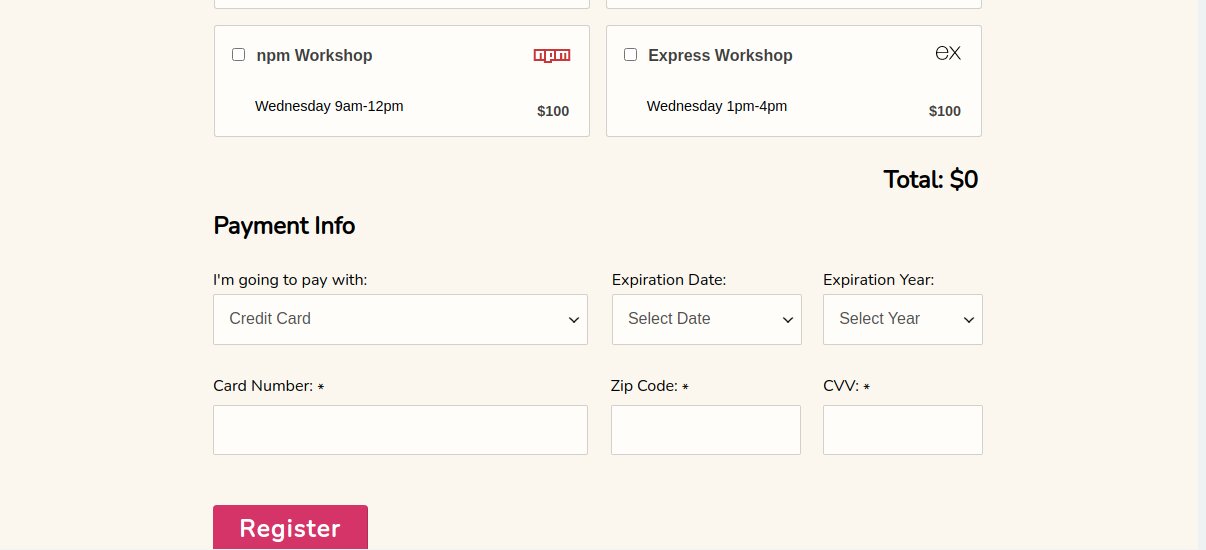 npm Workshop
npm
Wednesday 9am-12pm
$100
Express Workshop
ex
Wednesday 1pm-4pm
$100
Total: $0
Payment Info
I'm going to pay with:
Credit Card
Expiration Date:
Select Date
Expiration Year:
Select Year
Card Number: *
Zip Code: *
CVV: *
Register